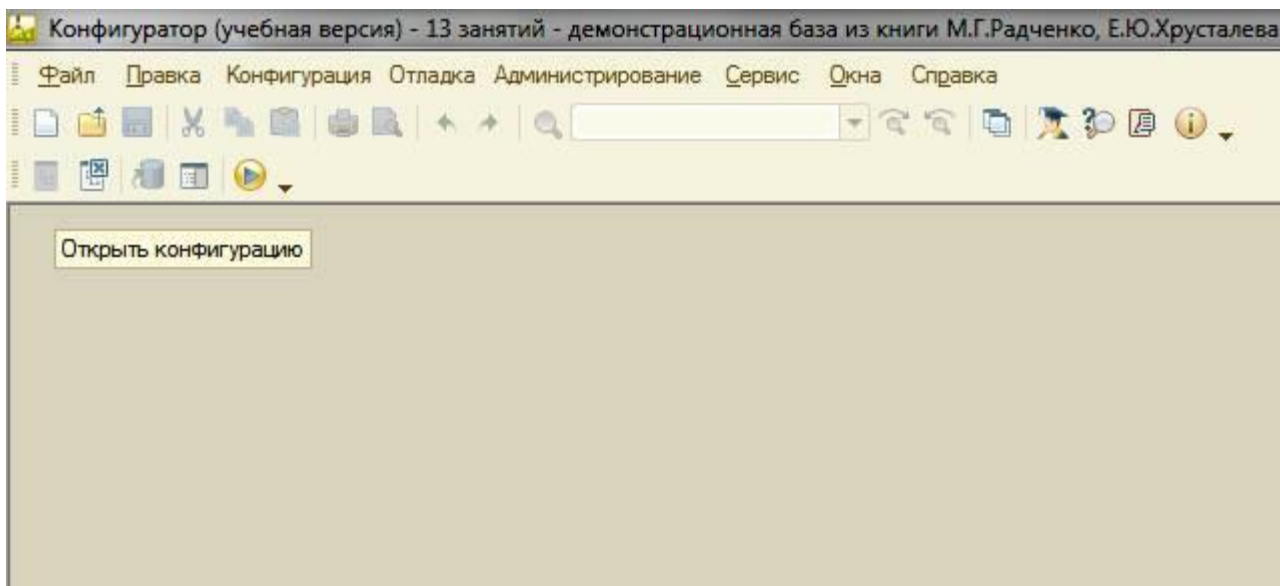 Конфигуратор (учебная версия) - 13 занятий - демонстрационная база из книги М.Г.Радченко, Е.Ю.Хрусталева
Файл Правка Конфигурация Отладка Администрирование Сервис Окна Справка
Открыть конфигурацию